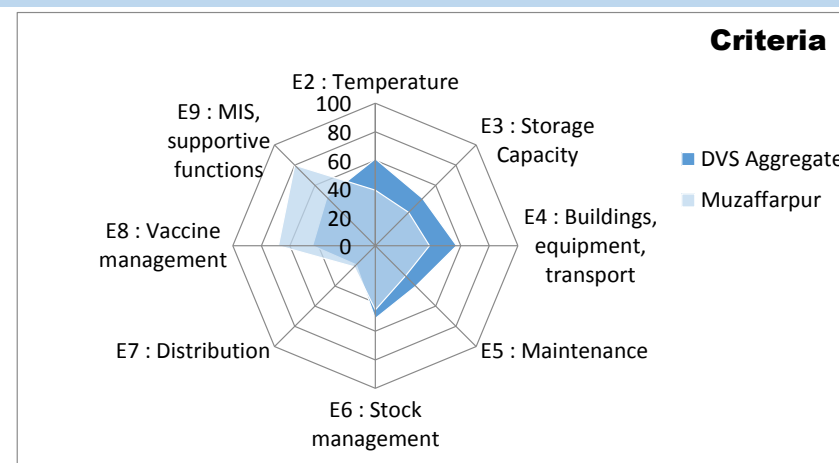 Criteria
E2 : Temperature
100
80
60
40
20
0
E3 : Storage
Capacity
E4 : Buildings,
equipment,
transport
E5 : Maintenance
E6 : Stock
management
E7 : Distribution
E8 : Vaccine
management
E9 : MIS,
supportive
functions
DVS Aggregate
Muzaffarpur